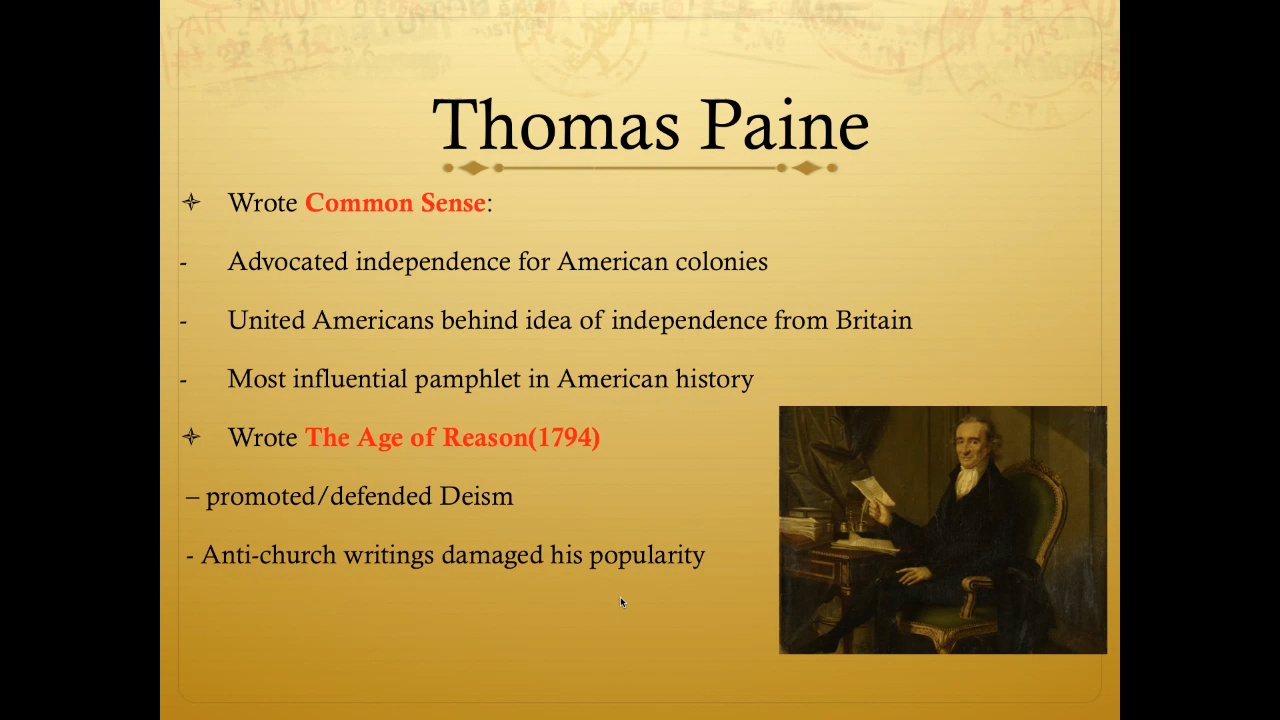 Thomas Paine
Wrote Common Sense:
- Advocated independence for American colonies
- United Americans behind idea of independence from Britain
- Most influential pamphlet in American history
Wrote The Age of Reason(1794)
– promoted/defended Deism
- Anti-church writings damaged his popularity